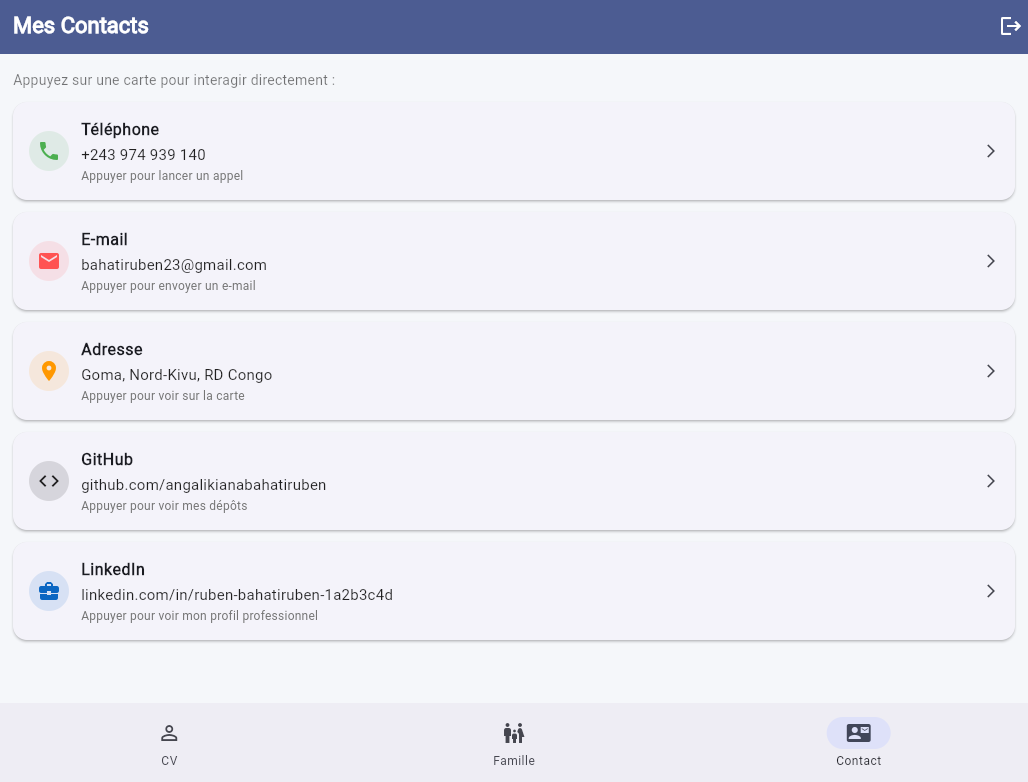 Mes Contacts
Appuyez sur une carte pour interagir directement :
Téléphone
+243 974 939 140
Appuyer pour lancer un appel
E-mail
bahatiruben23@gmail.com
Appuyer pour envoyer un e-mail
Adresse
Goma, Nord-Kivu, RD Congo
Appuyer pour voir sur la carte
GitHub
github.com/angalikianabahatiruben
Appuyer pour voir mes dépôts
LinkedIn
linkedin.com/in/ruben-bahatiruben-1a2b3c4d
Appuyer pour voir mon profil professionnel
CV
Famille
Contact